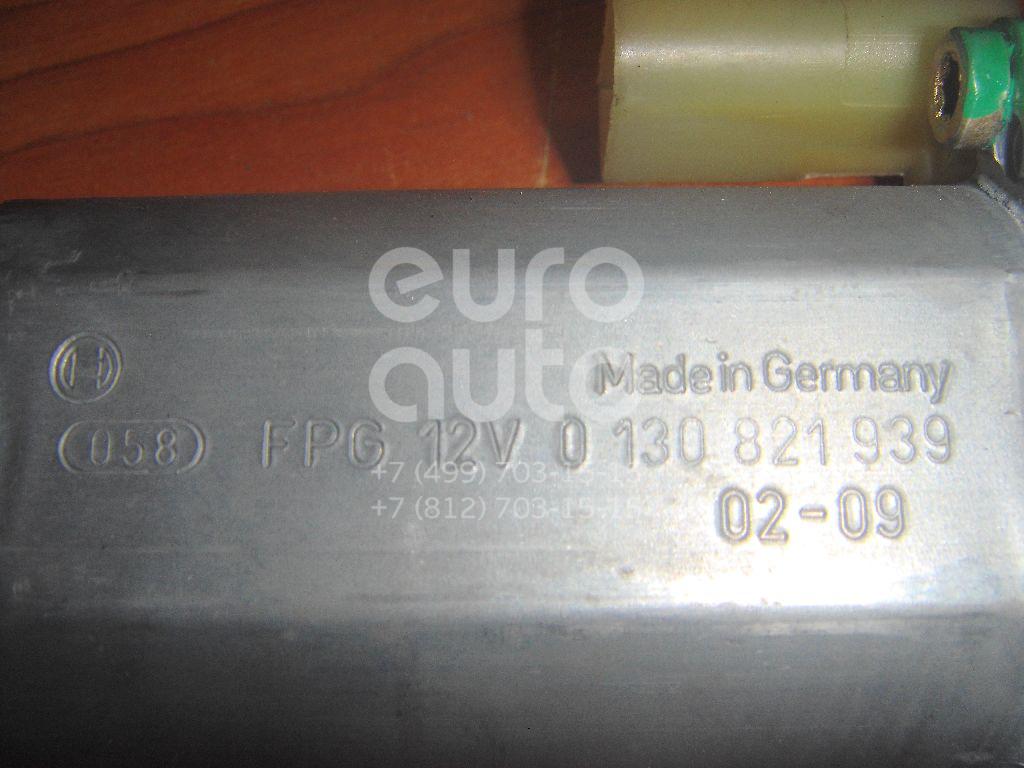 euro
auto
Made in Germany
058 FPG 12V 0 130 821 939
+7 (499) 703-15-15
+7 (812) 703-15-15
02-09